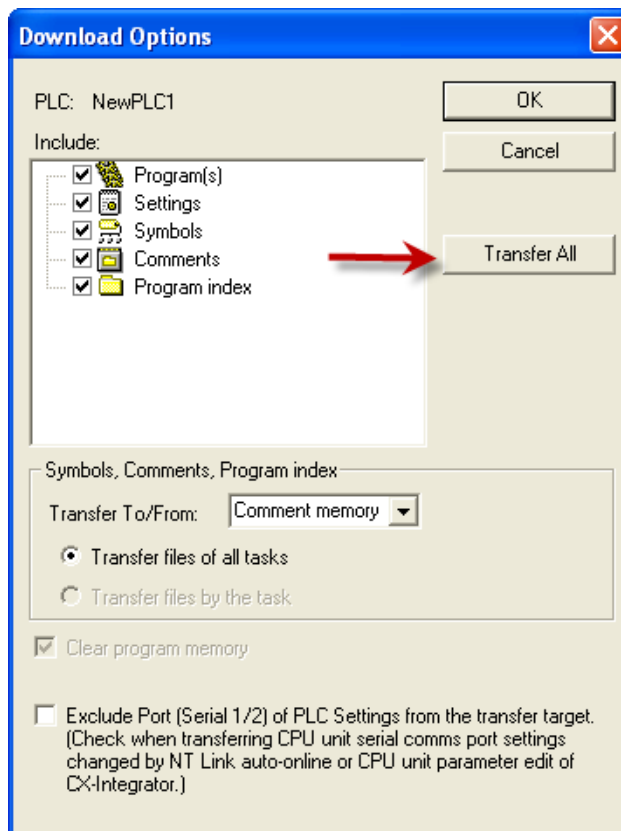 Download Options
PLC: NewPLC1
OK
Include:
Cancel
Program(s)
Settings
Symbols
Comments
Program index
Transfer All
Symbols, Comments, Program index
Transfer To/From: Comment memory
Transfer files of all tasks
Transfer files by the task
Clear program memory
Exclude Port (Serial 1/2) of PLC Settings from the transfer target.
(Check when transferring CPU unit serial comms port settings
changed by NT Link auto-online or CPU unit parameter edit of
CX-Integrator.)